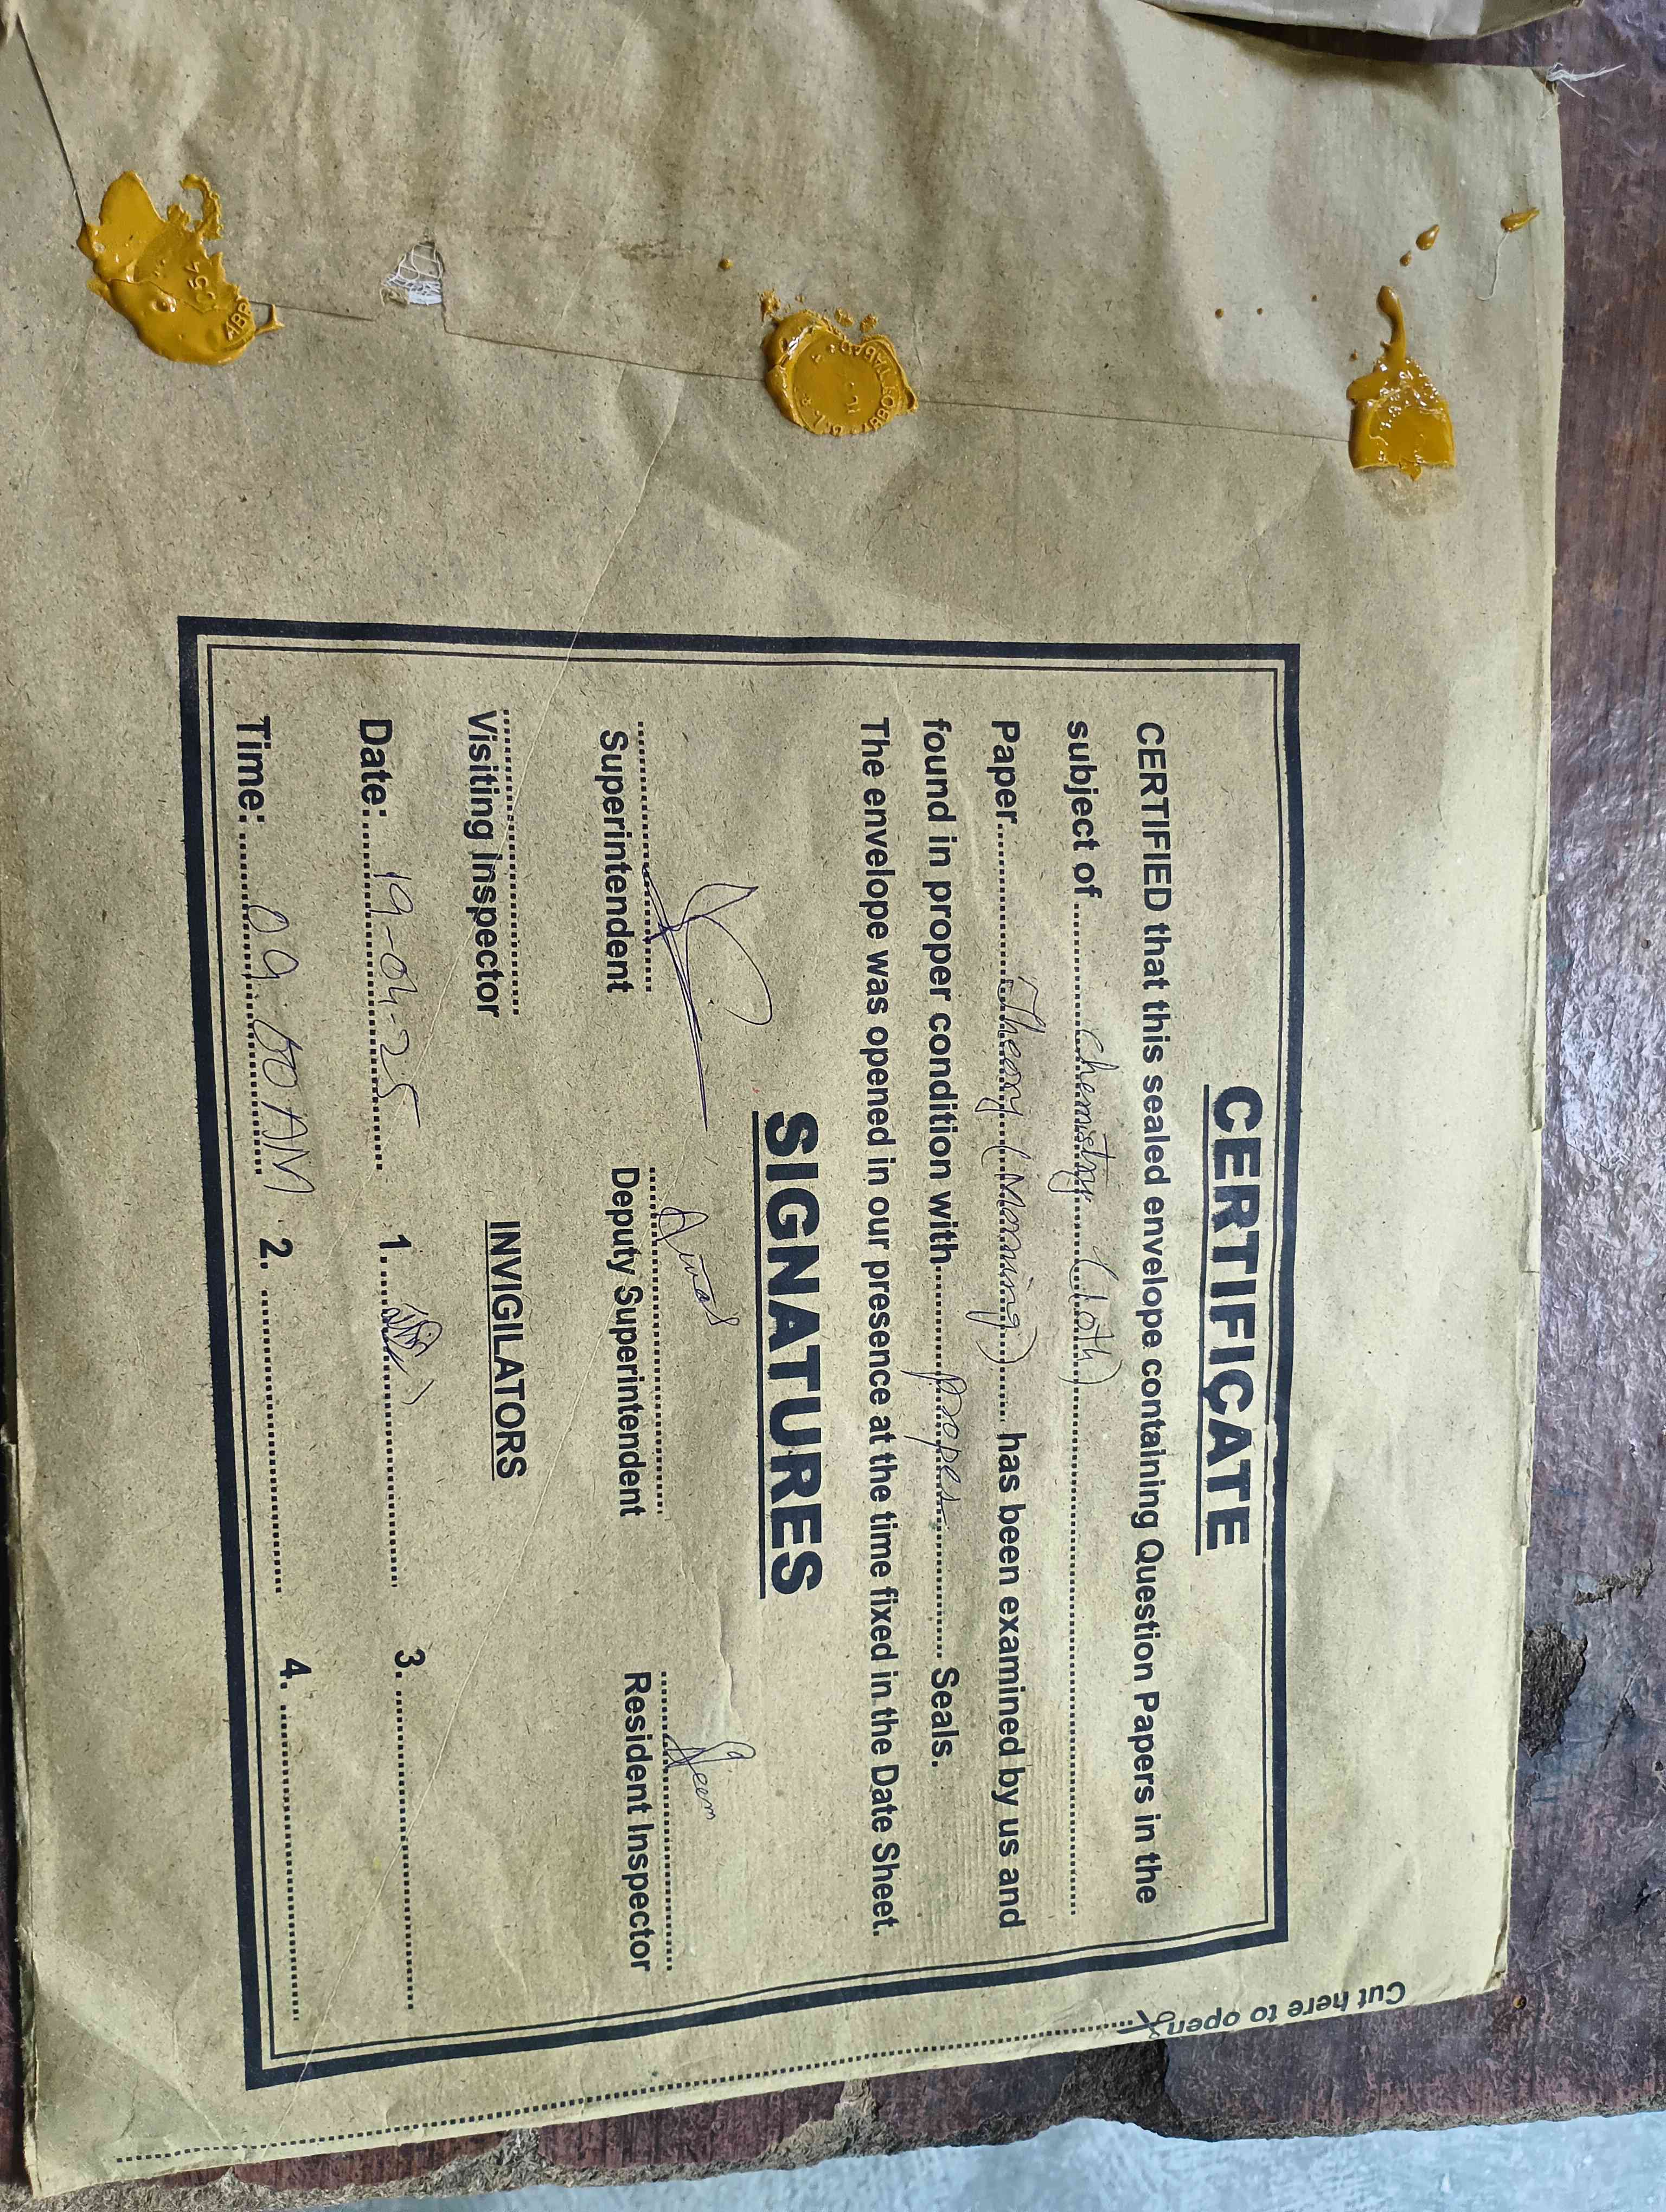 CERTIFICATE
CERTIFIED that this sealed envelope containing Question Papers in the
subject of........chemistry (10th)........
Paper........Theory (Morning)........ has been examined by us and
found in proper condition with........proper........ Seals.
The envelope was opened in our presence at the time fixed in the Date Sheet.
SIGNATURES
Superintendent Deputy Superintendent Resident Inspector
Visiting Inspector INVIGILATORS
Date: 19-04-25 1. 3.
Time: 09:00 AM 2. 4.
Cut here to open